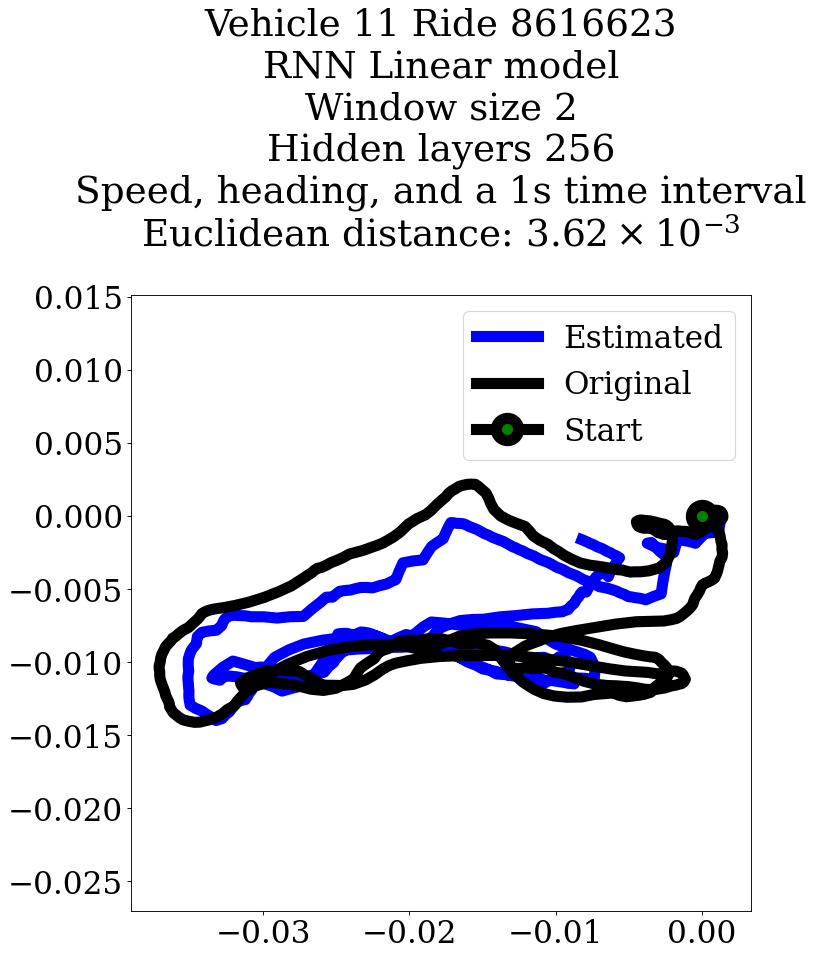 Vehicle 11 Ride 8616623
RNN Linear model
Window size 2
Hidden layers 256
Speed, heading, and a 1s time interval
Euclidean distance: 3.62 × 10⁻³
Estimated
Original
Start
0.015
0.010
0.005
0.000
−0.005
−0.010
−0.015
−0.020
−0.025
−0.03 −0.02 −0.01 0.00